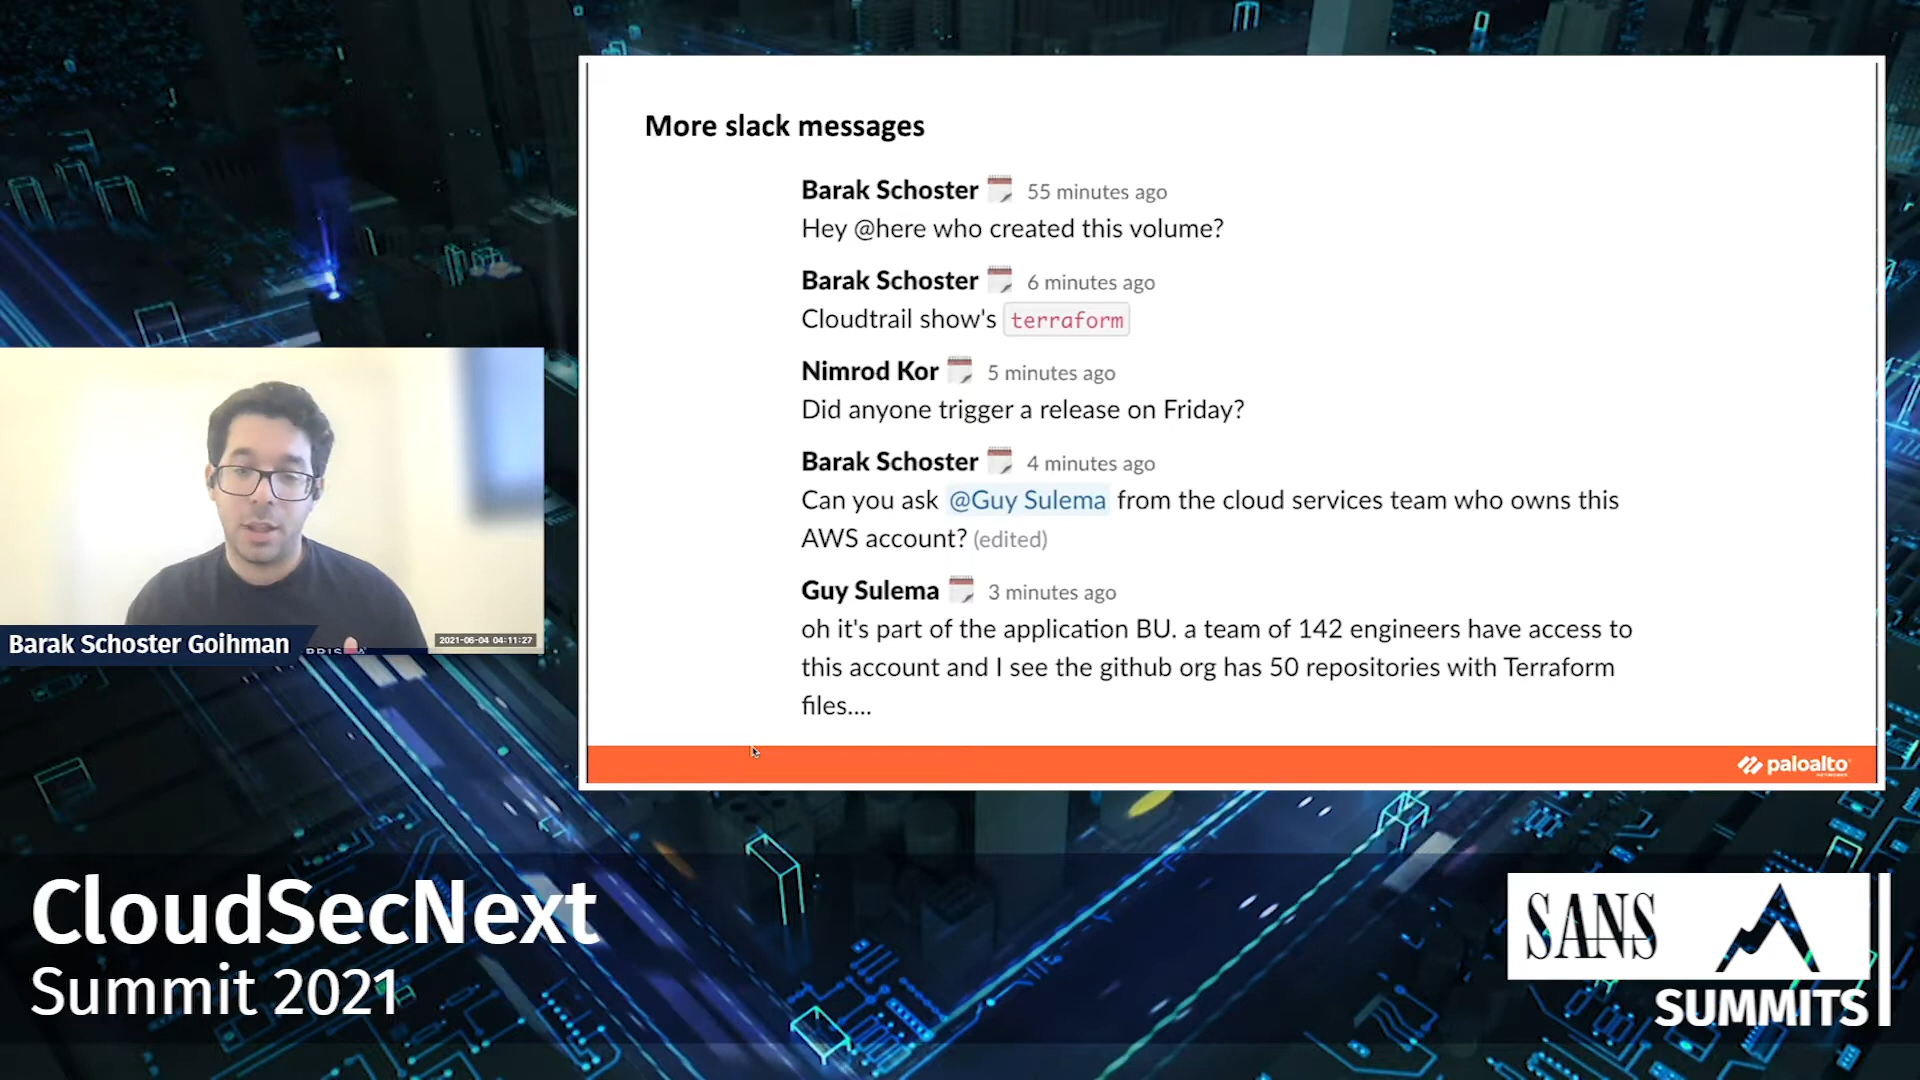 More slack messages
Barak Schoster 55 minutes ago
Hey @here who created this volume?
Barak Schoster 6 minutes ago
Cloudtrail show's terraform
Nimrod Kor 5 minutes ago
Did anyone trigger a release on Friday?
Barak Schoster 4 minutes ago
Can you ask @Guy Sulema from the cloud services team who owns this
AWS account? (edited)
Guy Sulema 3 minutes ago
oh it's part of the application BU. a team of 142 engineers have access to
this account and I see the github org has 50 repositories with Terraform
files....
paloalto
NETWORKS
Barak Schoster Goihman
2021-06-04 04:11:27
CloudSecNext
Summit 2021
SANS
SUMMITS